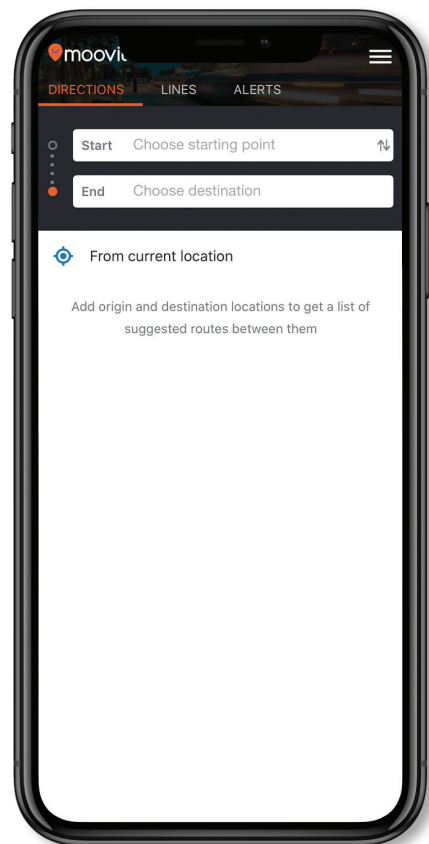 moovit
DIRECTIONS LINES ALERTS
Start Choose starting point
End Choose destination
From current location
Add origin and destination locations to get a list of
suggested routes between them